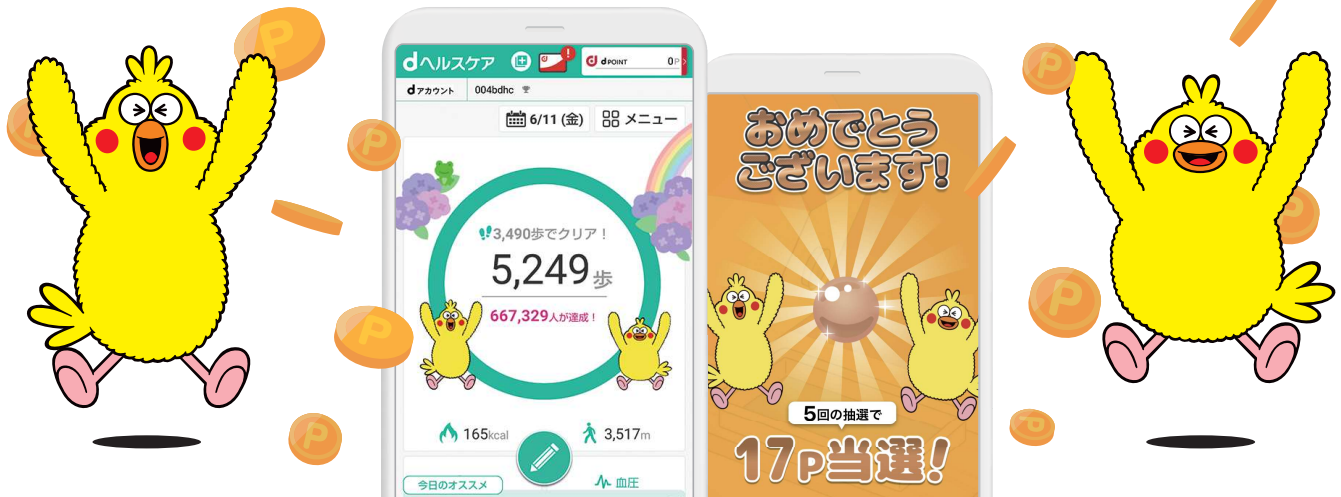 dヘルスケア
!
d POINT
0P
dアカウント
004bdhc
6/11 (金)
メニュー
3,490歩でクリア！
5,249歩
667,329人が達成！
165kcal
3,517m
今日のオススメ
血圧
おめでとう
ございます!
5回の抽選で
17P当選!
P
P
P
P
P
P
P
P
P